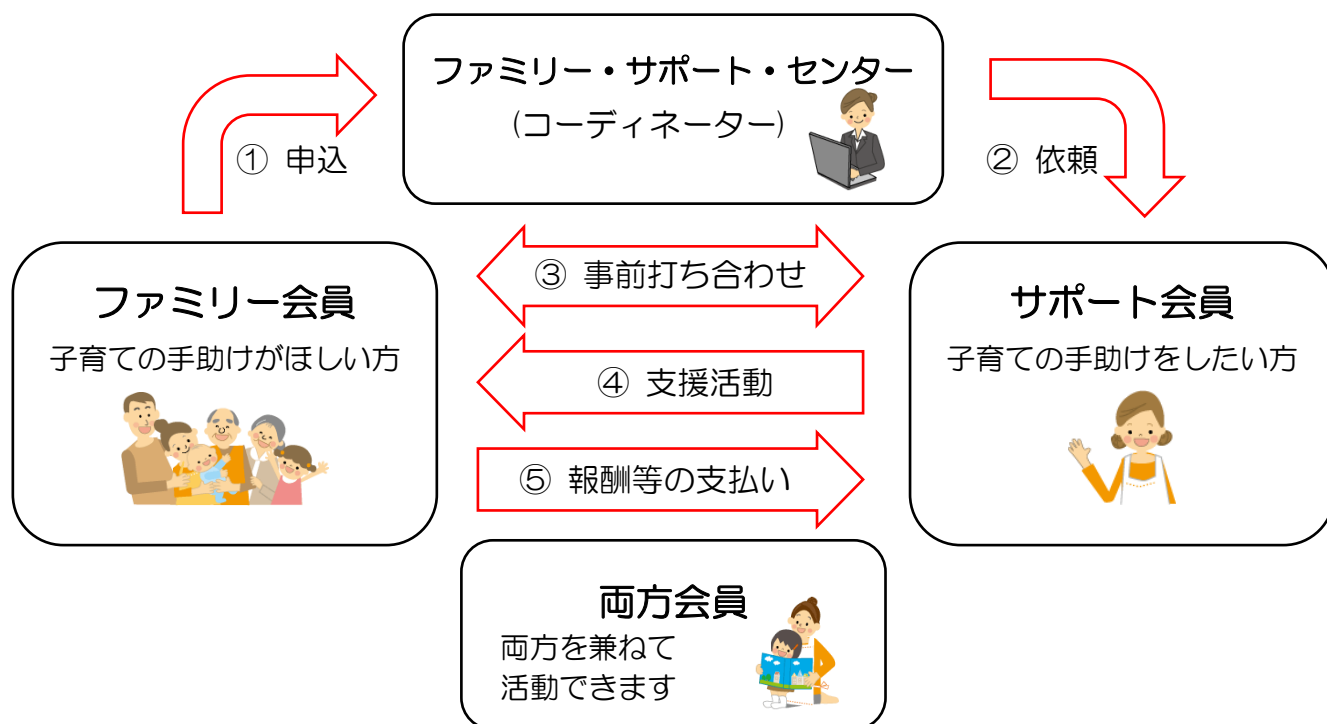 ファミリー・サポート・センター
(コーディネーター)
① 申込
② 依頼
ファミリー会員
子育ての手助けがほしい方
③ 事前打ち合わせ
④ 支援活動
⑤ 報酬等の支払い
サポート会員
子育ての手助けをしたい方
両方会員
両方を兼ねて
活動できます